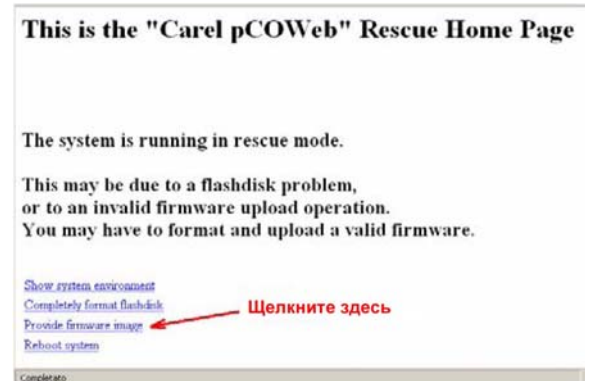 This is the "Carel pCOWeb" Rescue Home Page
The system is running in rescue mode.
This may be due to a flashdisk problem,
or to an invalid firmware upload operation.
You may have to format and upload a valid firmware.
Show system environment
Completely format flashdisk
Щелкните здесь
Provide firmware image
Reboot system
Completato